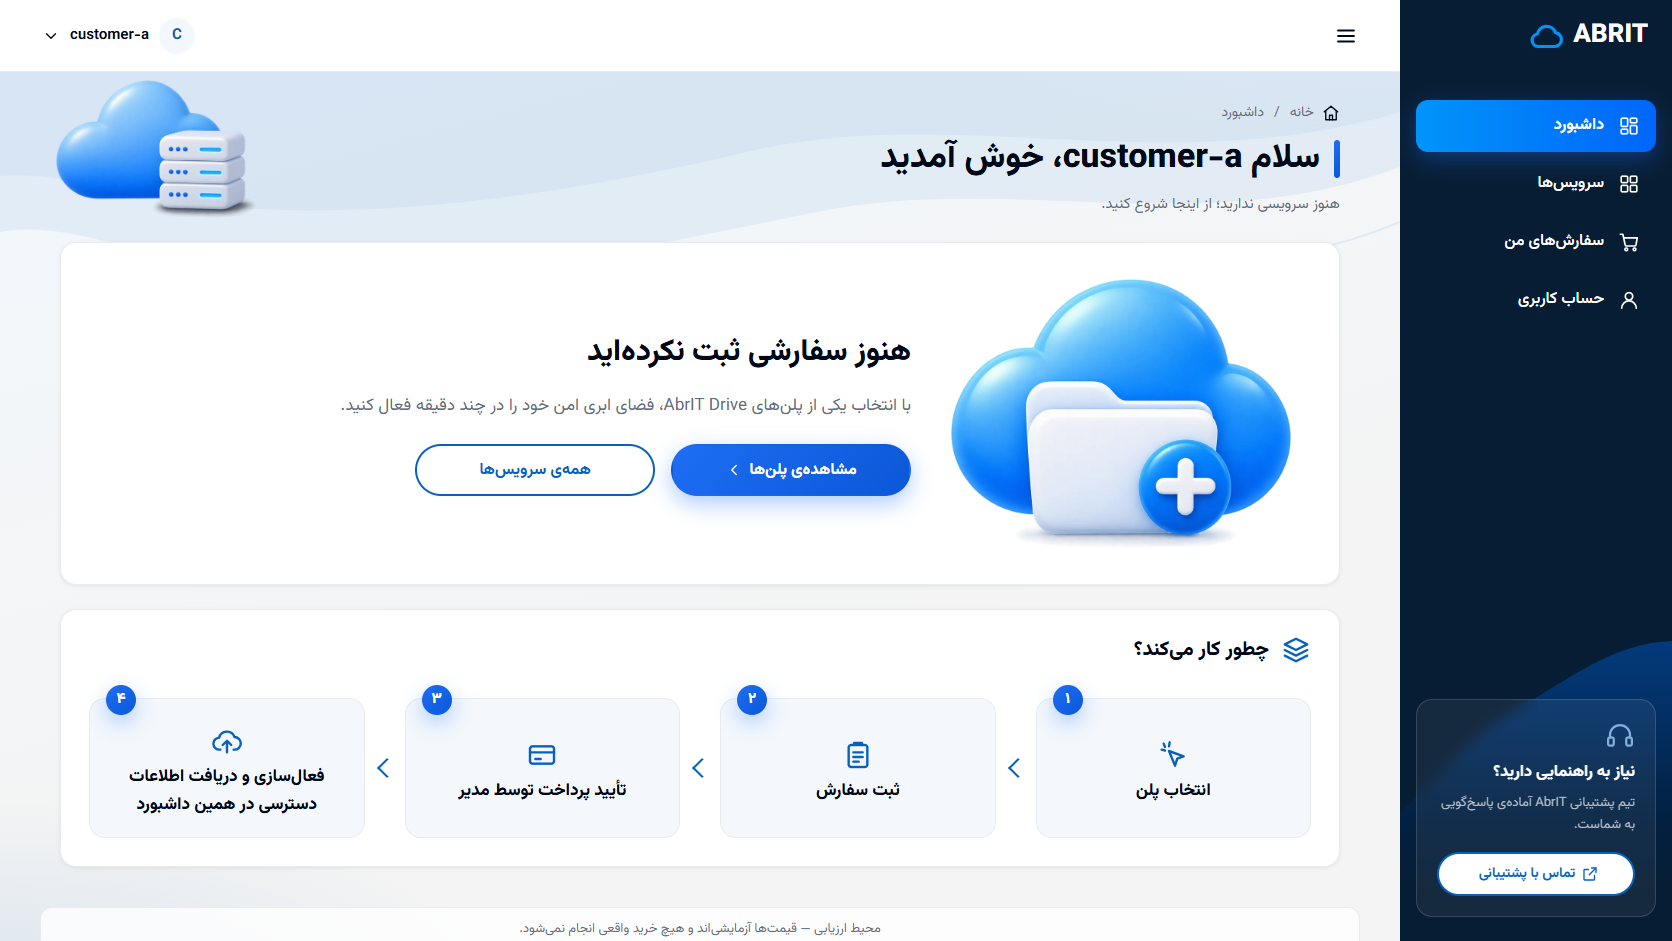 ABRIT
داشبورد
سرویس‌ها
سفارش‌های من
حساب کاربری
نیاز به راهنمایی دارید؟
تیم پشتیبانی AbrIT آماده‌ی پاسخ‌گویی
به شماست.
تماس با پشتیبانی
C
customer-a
خانه / داشبورد
سلام customer-a، خوش آمدید
هنوز سرویسی ندارید؛ از اینجا شروع کنید.
هنوز سفارشی ثبت نکرده‌اید
با انتخاب یکی از پلن‌های AbrIT Drive، فضای ابری امن خود را در چند دقیقه فعال کنید.
مشاهده‌ی پلن‌ها
همه‌ی سرویس‌ها
چطور کار می‌کند؟
۱
انتخاب پلن
۲
ثبت سفارش
۳
تأیید پرداخت توسط مدیر
۴
فعال‌سازی و دریافت اطلاعات
دسترسی در همین داشبورد
محیط ارزیابی — قیمت‌ها آزمایشی‌اند و هیچ خرید واقعی انجام نمی‌شود.